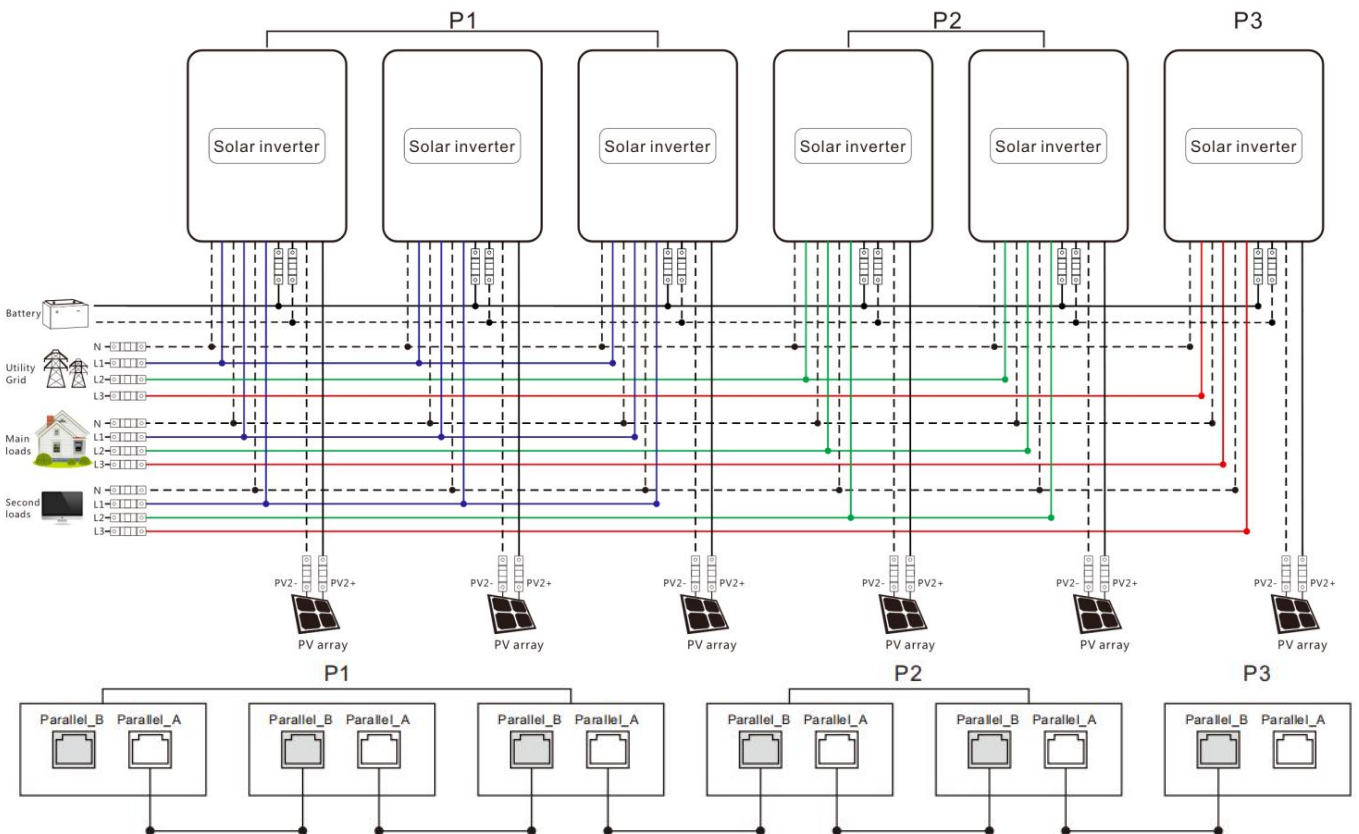 P1 P2 P3
Solar inverter Solar inverter Solar inverter Solar inverter Solar inverter Solar inverter
Battery
N
Utility L1
Grid L2
L3
N
Main L1
loads L2
L3
N
Second L1
loads L2
L3
PV2- PV2+ PV2- PV2+ PV2- PV2+ PV2- PV2+ PV2- PV2+ PV2- PV2+
PV array PV array PV array PV array PV array PV array
P1 P2 P3
Parallel_B Parallel_A Parallel_B Parallel_A Parallel_B Parallel_A Parallel_B Parallel_A Parallel_B Parallel_A Parallel_B Parallel_A